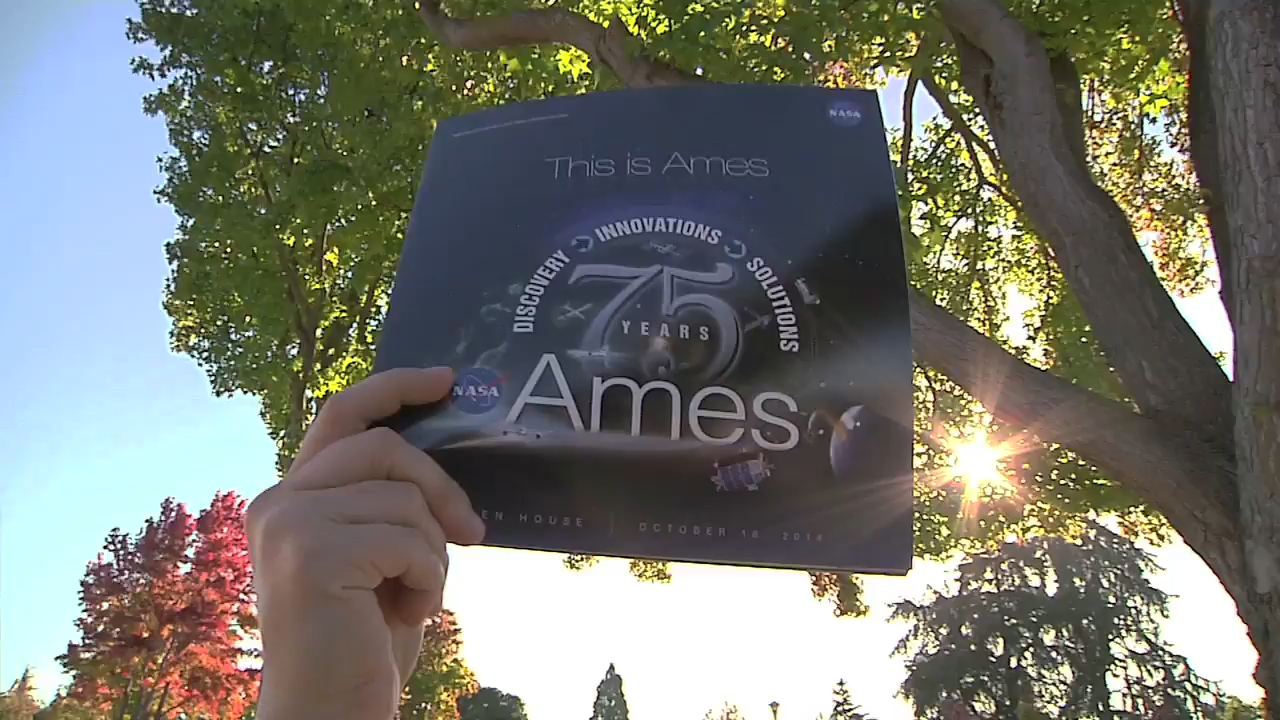 NASA
This is Ames
DISCOVERY INNOVATIONS SOLUTIONS
75
YEARS
NASA
Ames
EN HOUSE | OCTOBER 18 2014